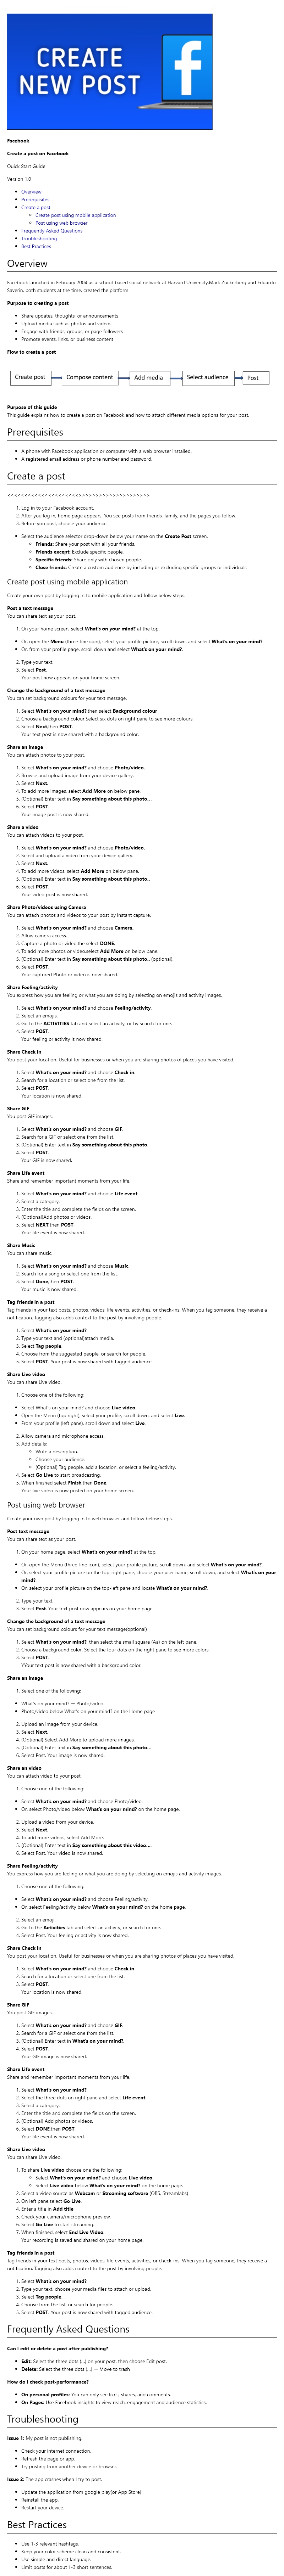 CREATE
NEW POST
f
Facebook
Create a post on Facebook
Quick Start Guide
Version 1.0
Overview
Prerequisites
Create a post
Create post using mobile application
Post using web browser
Frequently Asked Questions
Troubleshooting
Best Practices
Overview
Facebook launched in February 2004 as a school-based social network at Harvard University.Mark Zuckerberg and Eduardo
Saverin, both students at the time, created the platform
Purpose to creating a post
Share updates, thoughts, or announcements
Upload media such as photos and videos
Engage with friends, groups, or page followers
Promote events, links, or business content
Flow to create a post
Create post Compose content Add media Select audience Post
Purpose of this guide
This guide explains how to create a post on Facebook and how to attach different media options for your post.
Prerequisites
A phone with Facebook application or computer with a web browser installed.
A registered email address or phone number and password.
Create a post
1. Log in to your Facebook account.
2. After you log in, home page appears. You see posts from friends, family, and the pages you follow.
3. Before you post, choose your audience.
Select the audience selector drop-down below your name on the Create Post screen.
Friends: Share your post with all your friends.
Friends except: Exclude specific people.
Specific friends: Share only with chosen people.
Close friends: Create a custom audience by including or excluding specific groups or individuals
Create post using mobile application
Create your own post by logging in to mobile application and follow below steps.
Post a text message
You can share text as your post.
1. On your home screen, select What's on your mind? at the top.
Or, open the Menu (three-line icon), select your profile picture, scroll down, and select What's on your mind?.
Or, from your profile page, scroll down and select What's on your mind?.
2. Type your text.
3. Select Post.
Your post now appears on your home screen.
Change the background of a text message
You can set background colours for your text message.
1. Select What's on your mind?.then select Background colour
2. Choose a background colour.Select six dots on right pane to see more colours.
3. Select Next.then POST.
Your text post is now shared with a background color.
Share an image
You can attach photos to your post.
1. Select What's on your mind? and choose Photo/video.
2. Browse and upload image from your device gallery.
3. Select Next.
4. To add more images, select Add More on below pane.
5. (Optional) Enter text in Say something about this photo...
6. Select POST.
Your image post is now shared.
Share a video
You can attach videos to your post.
1. Select What's on your mind? and choose Photo/video.
2. Select and upload a video from your device gallery.
3. Select Next.
4. To add more videos, select Add More on below pane.
5. (Optional) Enter text in Say something about this photo..
6. Select POST.
Your video post is now shared.
Share Photo/videos using Camera
You can attach photos and videos to your post by instant capture.
1. Select What's on your mind? and choose Camera.
2. Allow camera access.
3. Capture a photo or video.the select DONE.
4. To add more photos or video,select Add More on below pane.
5. (Optional) Enter text in Say something about this photo.. (optional).
6. Select POST.
Your captured Photo or video is now shared.
Share Feeling/activity
You express how you are feeling or what you are doing by selecting on emojis and activity images.
1. Select What's on your mind? and choose Feeling/activity.
2. Select an emojis.
3. Go to the ACTIVITIES tab and select an activity, or by search for one.
4. Select POST.
Your feeling or activity is now shared.
Share Check in
You post your location. Useful for businesses or when you are sharing photos of places you have visited.
1. Select What's on your mind? and choose Check in.
2. Search for a location or select one from the list.
3. Select POST.
Your location is now shared.
Share GIF
You post GIF images.
1. Select What's on your mind? and choose GIF.
2. Search for a GIF or select one from the list.
3. (Optional) Enter text in Say something about this photo.
4. Select POST.
Your GIF is now shared.
Share Life event
Share and remember important moments from your life.
1. Select What's on your mind? and choose Life event.
2. Select a category.
3. Enter the title and complete the fields on the screen.
4. (Optional)Add photos or videos.
5. Select NEXT.then POST.
Your life event is now shared.
Share Music
You can share music.
1. Select What's on your mind? and choose Music.
2. Search for a song or select one from the list.
3. Select Done.then POST.
Your music is now shared.
Tag friends in a post
Tag friends in your text posts, photos, videos, life events, activities, or check-ins. When you tag someone, they receive a
notification. Tagging also adds context to the post by involving people.
1. Select What's on your mind?.
2. Type your text and (optional)attach media.
3. Select Tag people.
4. Choose from the suggested people, or search for people.
5. Select POST. Your post is now shared with tagged audience.
Share Live video
You can share Live video.
1. Choose one of the following:
Select What's on your mind? and choose Live video.
Open the Menu (top right), select your profile, scroll down, and select Live.
From your profile (left pane), scroll down and select Live.
2. Allow camera and microphone access.
3. Add details:
Write a description.
Choose your audience.
(Optional) Tag people, add a location, or select a feeling/activity.
4. Select Go Live to start broadcasting.
5. When finished select Finish.then Done.
Your live video is now posted on your home screen.
Post using web browser
Create your own post by logging in to web browser and follow below steps.
Post text message
You can share text as your post.
1. On your home page, select What's on your mind? at the top.
Or, open the Menu (three-line icon), select your profile picture, scroll down, and select What's on your mind?.
Or, select your profile picture on the top-right pane, choose your user name, scroll down, and select What's on your
mind?.
Or, select your profile picture on the top-left pane and locate What's on your mind?.
2. Type your text.
3. Select Post. Your text post now appears on your home page.
Change the background of a text message
You can set background colours for your text message(optional)
1. Select What's on your mind?, then select the small square (Aa) on the left pane.
2. Choose a background color. Select the four dots on the right pane to see more colors.
3. Select POST.
YYour text post is now shared with a background color.
Share an image
1. Select one of the following:
What's on your mind? → Photo/video.
Photo/video below What's on your mind? on the Home page
2. Upload an image from your device.
3. Select Next.
4. (Optional) Select Add More to upload more images.
5. (Optional) Enter text in Say something about this photo...
6. Select Post. Your image is now shared.
Share an video
You can attach video to your post.
1. Choose one of the following:
Select What's on your mind? and choose Photo/video.
Or. select Photo/video below What's on your mind? on the home page.
2. Upload a video from your device.
3. Select Next.
4. To add more videos, select Add More.
5. (Optional) Enter text in Say something about this video....
6. Select Post. Your video is now shared.
Share Feeling/activity
You express how you are feeling or what you are doing by selecting on emojis and activity images.
1. Choose one of the following:
Select What's on your mind? and choose Feeling/activity.
Or, select Feeling/activity below What's on your mind? on the home page.
2. Select an emoji.
3. Go to the Activities tab and select an activity, or search for one.
4. Select Post. Your feeling or activity is now shared.
Share Check in
You post your location. Useful for businesses or when you are sharing photos of places you have visited.
1. Select What's on your mind? and choose Check in.
2. Search for a location or select one from the list.
3. Select POST.
Your location is now shared.
Share GIF
You post GIF images.
1. Select What's on your mind? and choose GIF.
2. Search for a GIF or select one from the list.
3. (Optional) Enter text in What's on your mind?.
4. Select POST.
Your GIF image is now shared.
Share Life event
Share and remember important moments from your life.
1. Select What's on your mind?.
2. Select the three dots on right pane and select Life event.
3. Select a category.
4. Enter the title and complete the fields on the screen.
5. (Optional) Add photos or videos.
6. Select DONE.then POST.
Your life event is now shared.
Share Live video
You can share Live video.
1. To share Live video choose one the following:
Select What's on your mind? and choose Live video.
Select Live video below What's on your mind? on the home page.
2. Select a video source as Webcam or Streaming software (OBS, Streamlabs)
3. On left pane,select Go Live.
4. Enter a title in Add title.
5. Check your camera/microphone preview.
6. Select Go Live to start streaming.
7. When finished, select End Live Video.
Your recording is saved and shared on your home page.
Tag friends in a post
Tag friends in your text posts, photos, videos, life events, activities, or check-ins. When you tag someone, they receive a
notification. Tagging also adds context to the post by involving people.
1. Select What's on your mind?.
2. Type your text, choose your media files to attach or upload.
3. Select Tag people.
4. Choose from the list, or search for people.
5. Select POST. Your post is now shared with tagged audience.
Frequently Asked Questions
Can I edit or delete a post after publishing?
Edit: Select the three dots (...) on your post, then choose Edit post.
Delete: Select the three dots (...) → Move to trash
How do I check post-performance?
On personal profiles: You can only see likes, shares, and comments.
On Pages: Use Facebook insights to view reach, engagement and audience statistics.
Troubleshooting
Issue 1: My post is not publishing.
Check your internet connection.
Refresh the page or app.
Try posting from another device or browser.
Issue 2: The app crashes when I try to post.
Update the application from google play(or App Store)
Reinstall the app.
Restart your device.
Best Practices
Use 1-3 relevant hashtags.
Keep your color scheme clean and consistent.
Use simple and direct language.
Limit posts for about 1-3 short sentences.